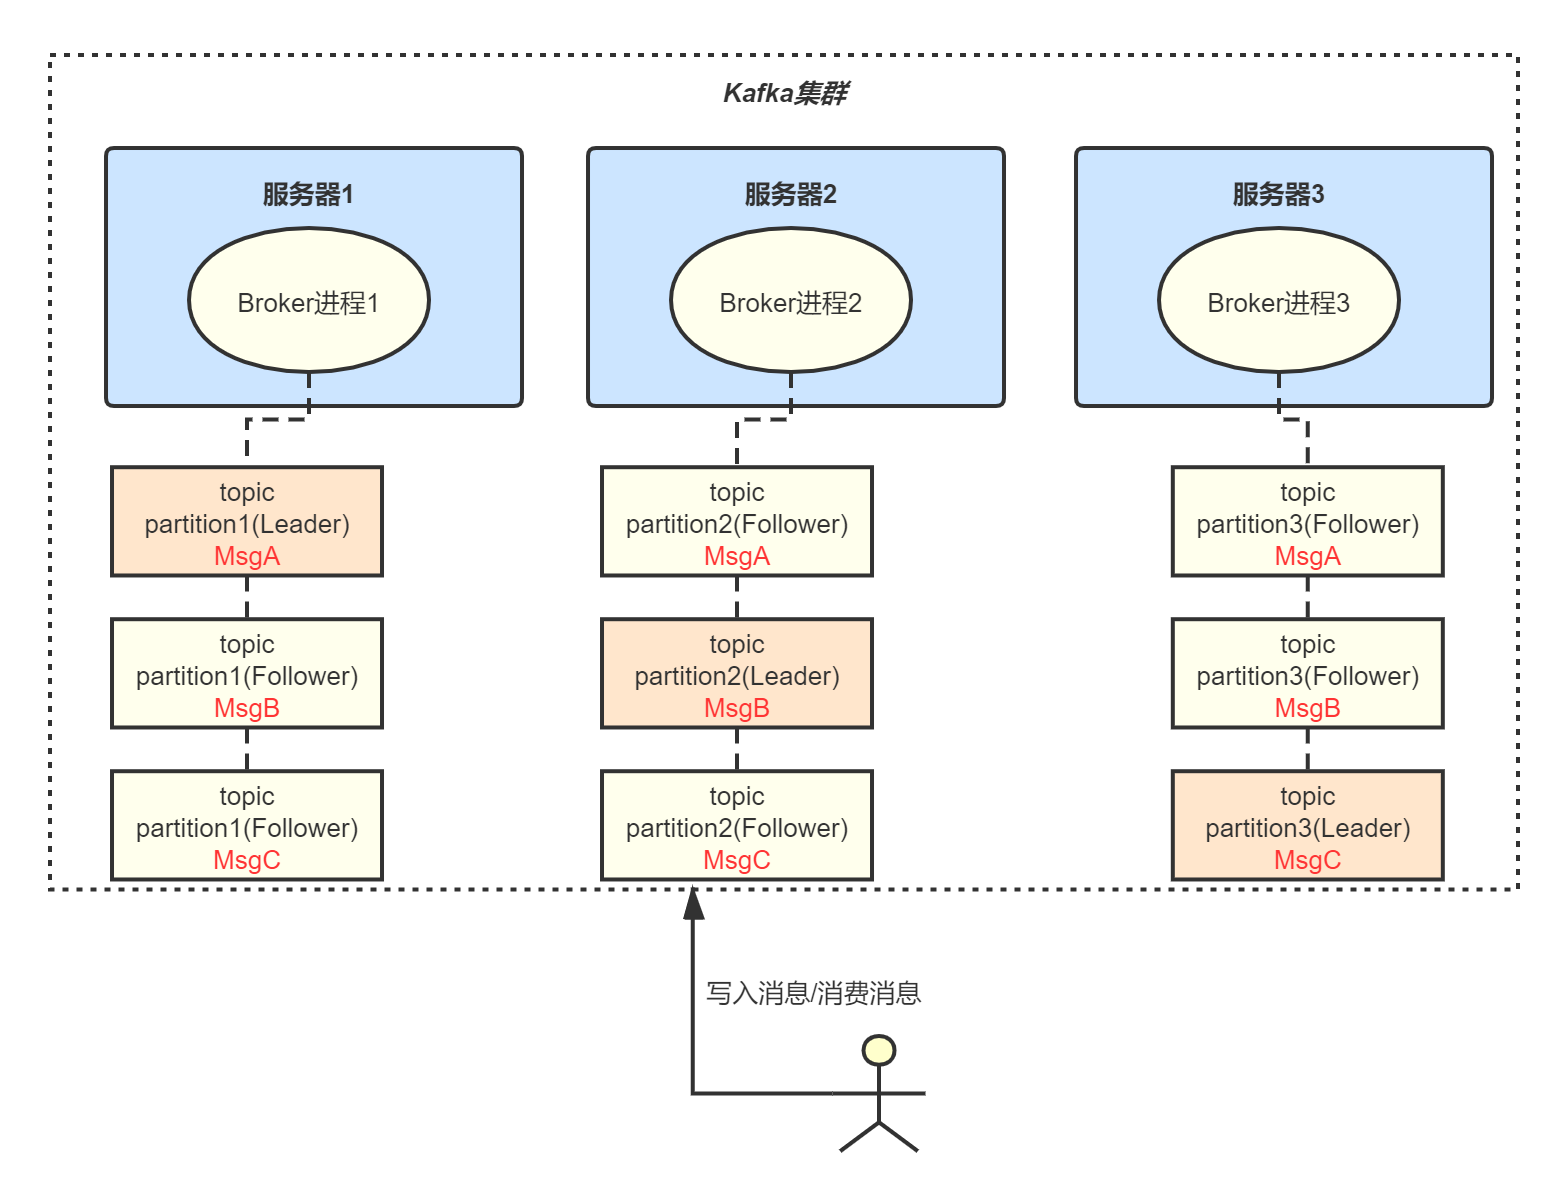 Kafka集群
服务器1
Broker进程1
服务器2
Broker进程2
服务器3
Broker进程3
topic
partition1(Leader)
MsgA
topic
partition1(Follower)
MsgB
topic
partition1(Follower)
MsgC
topic
partition2(Follower)
MsgA
topic
partition2(Leader)
MsgB
topic
partition2(Follower)
MsgC
topic
partition3(Follower)
MsgA
topic
partition3(Follower)
MsgB
topic
partition3(Leader)
MsgC
写入消息/消费消息